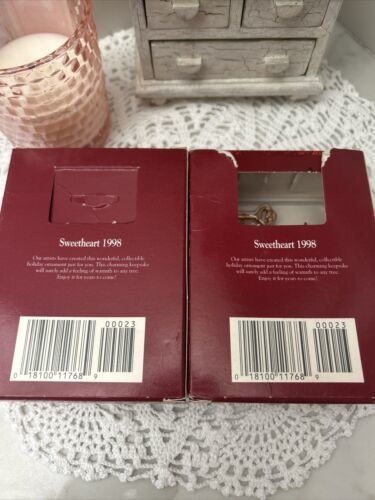 Sweetheart 1998
Our artists have created this wonderful, collectible
holiday ornament just for you. This charming keepsake
will surely add a feeling of warmth to any tree.
Enjoy it for years to come!
00023
0 18100 11768 9
Sweetheart 1998
Our artists have created this wonderful, collectible
holiday ornament just for you. This charming keepsake
will surely add a feeling of warmth to any tree.
Enjoy it for years to come!
00023
0 18100 11768 9